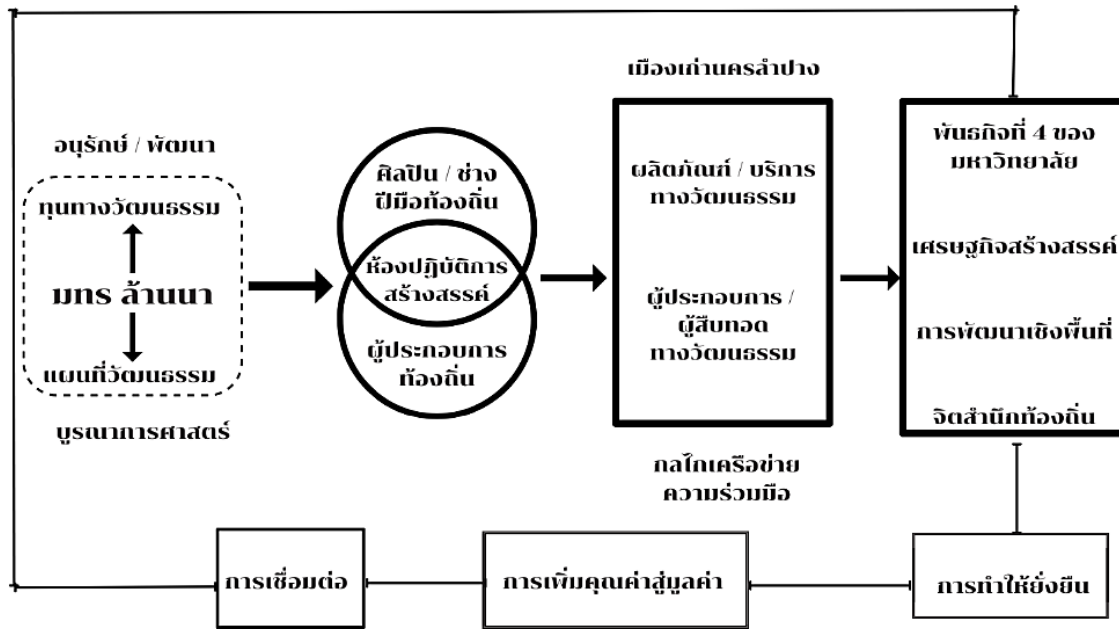 อนุรักษ์ / พัฒนา
ทุนทางวัฒนธรรม
มทร ล้านนา
แผนที่วัฒนธรรม
บูรณาการศาสตร์
ศิลปิน / ช่าง
ฝีมือท้องถิ่น
ห้องปฏิบัติการ
สร้างสรรค์
ผู้ประกอบการ
ท้องถิ่น
เมืองเก่านครลำปาง
ผลิตภัณฑ์ / บริการ
ทางวัฒนธรรม
ผู้ประกอบการ /
ผู้สืบทอด
ทางวัฒนธรรม
กลไกเครือข่าย
ความร่วมมือ
พันธกิจที่ 4 ของ
มหาวิทยาลัย
เศรษฐกิจสร้างสรรค์
การพัฒนาเชิงพื้นที่
จิตสำนึกท้องถิ่น
การเชื่อมต่อ
การเพิ่มคุณค่าสู่มูลค่า
การทำให้ยั่งยืน